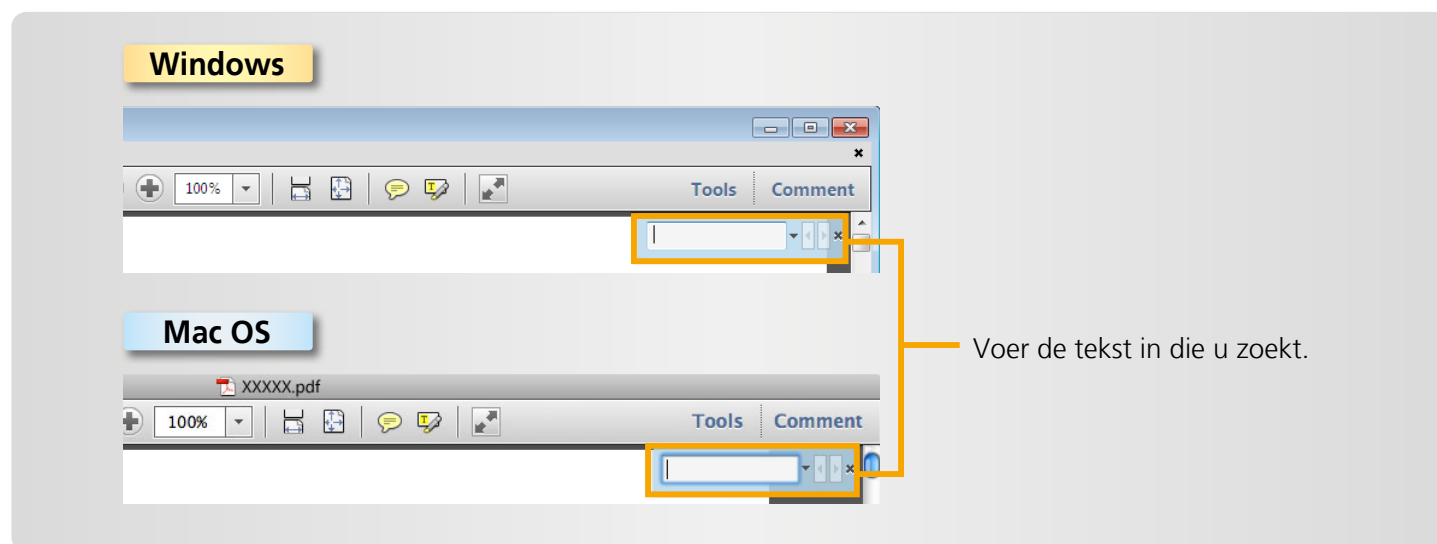 Windows
100%
Tools Comment
Mac OS
Voer de tekst in die u zoekt.
XXXXX.pdf
100%
Tools Comment